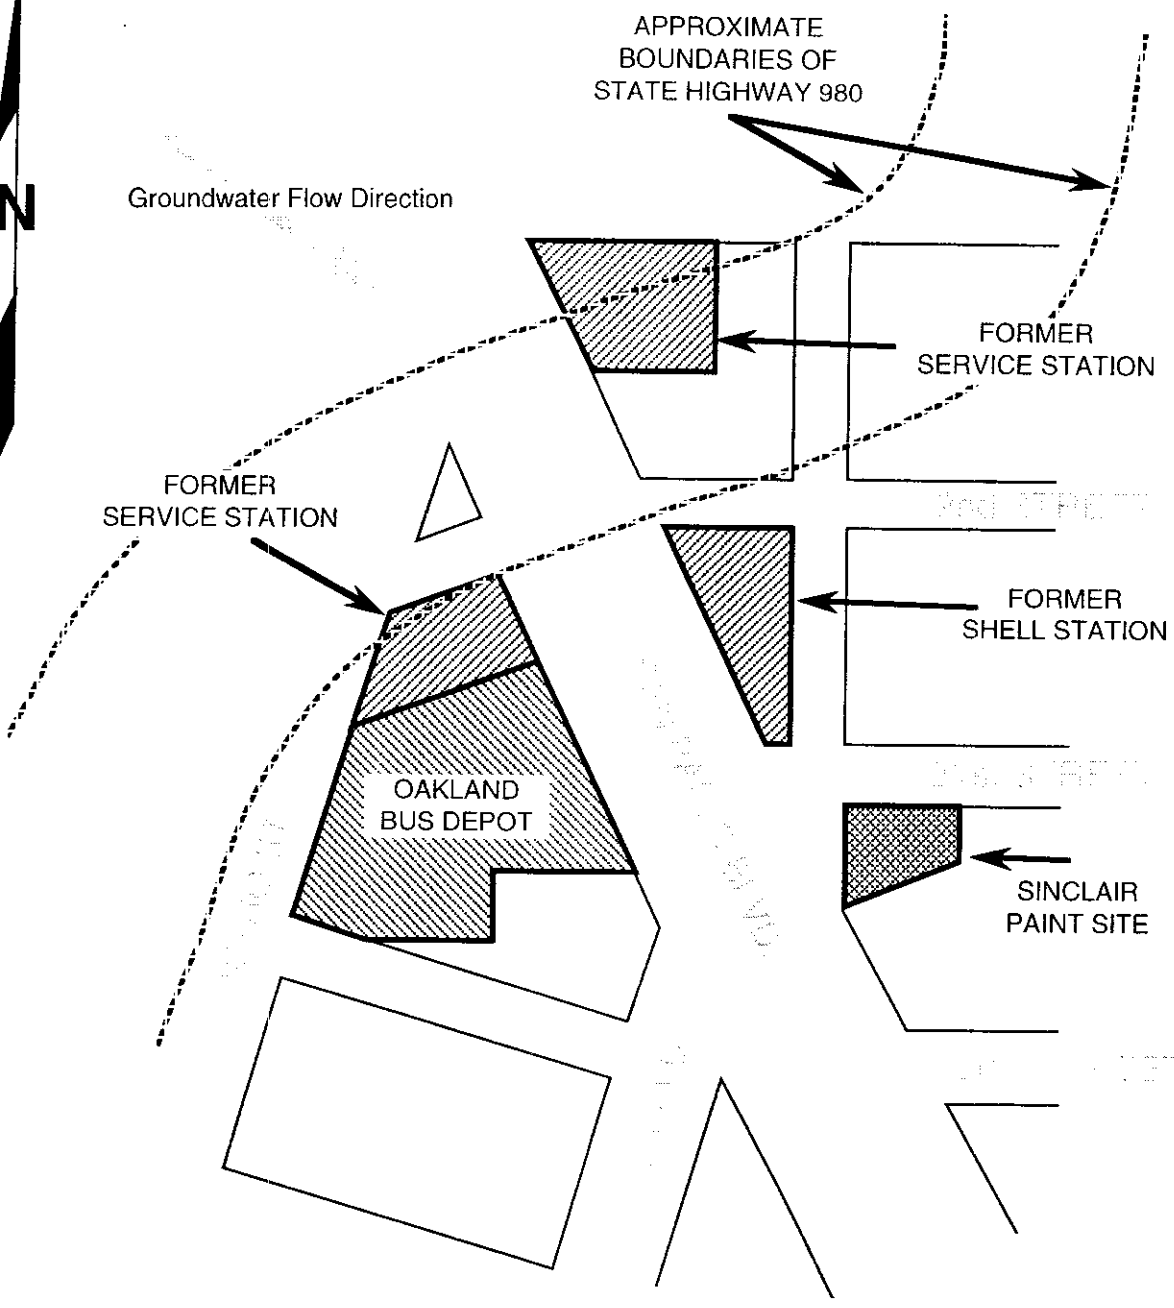 APPROXIMATE
BOUNDARIES OF
STATE HIGHWAY 980
N
Groundwater Flow Direction
FORMER
SERVICE STATION
FORMER
SERVICE STATION
FORMER
SHELL STATION
OAKLAND
BUS DEPOT
SINCLAIR
PAINT SITE
BLVD.